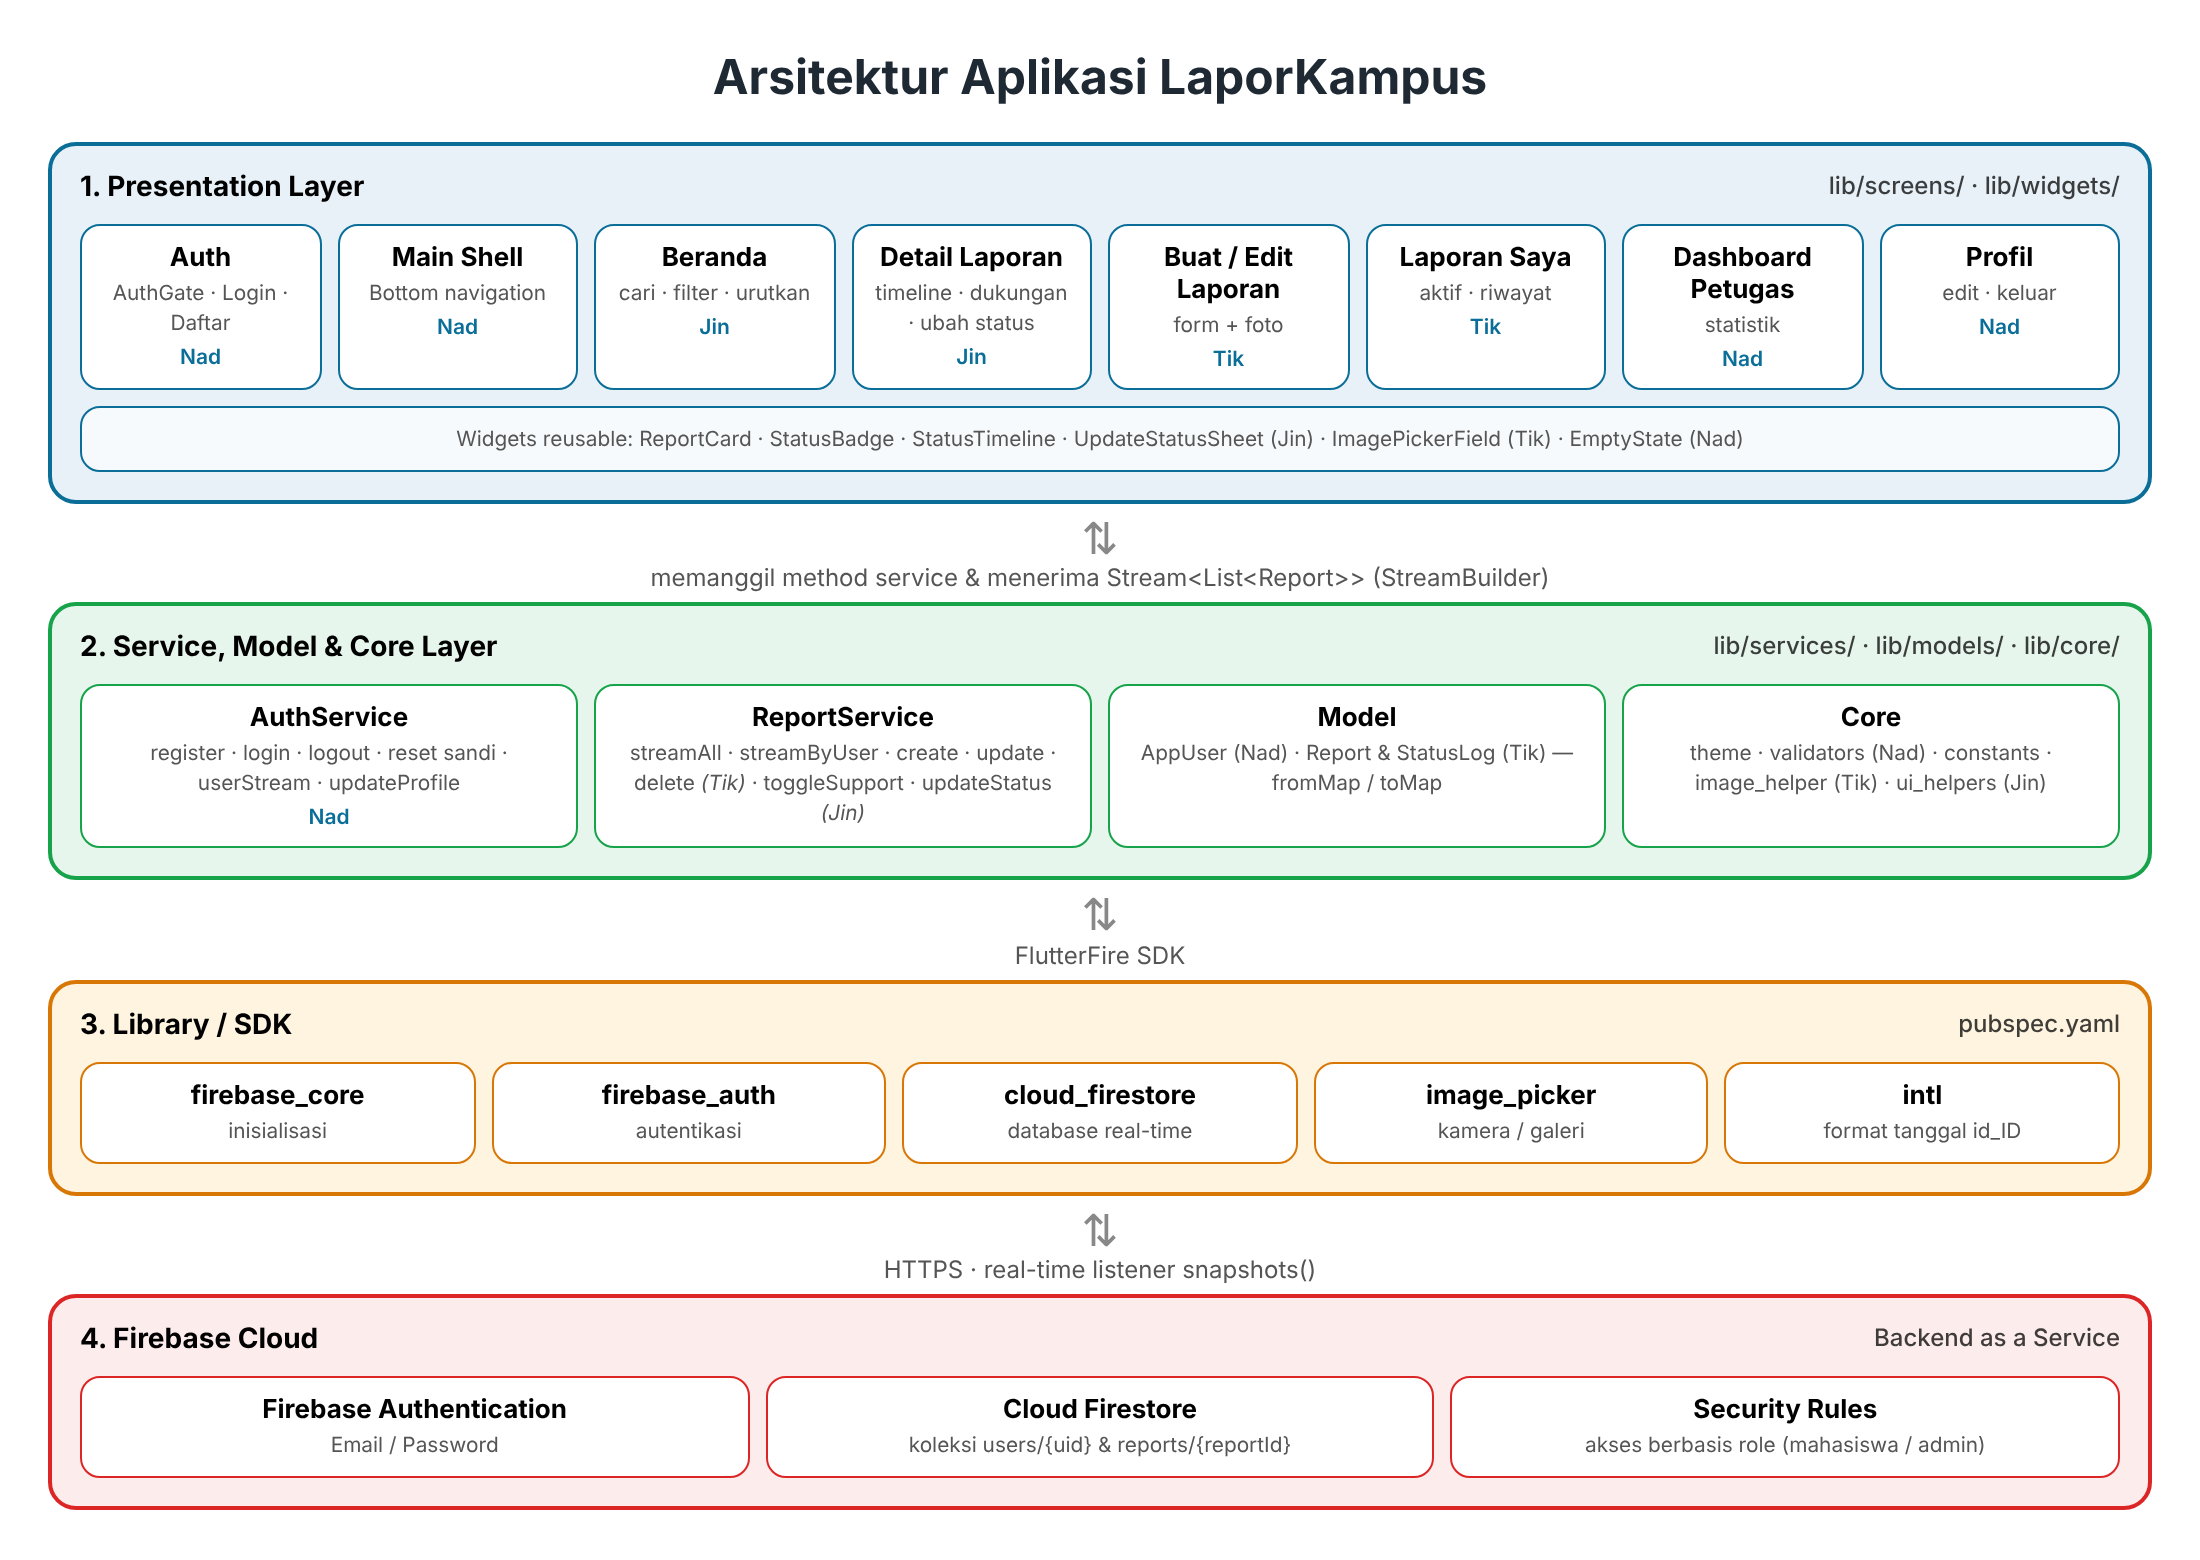 Arsitektur Aplikasi LaporKampus
1. Presentation Layer
lib/screens/ · lib/widgets/
Auth
AuthGate · Login ·
Daftar
Nad
Main Shell
Bottom navigation
Nad
Beranda
cari · filter · urutkan
Jin
Detail Laporan
timeline · dukungan
· ubah status
Jin
Buat / Edit
Laporan
form + foto
Tik
Laporan Saya
aktif · riwayat
Tik
Dashboard
Petugas
statistik
Nad
Profil
edit · keluar
Nad
Widgets reusable: ReportCard · StatusBadge · StatusTimeline · UpdateStatusSheet (Jin) · ImagePickerField (Tik) · EmptyState (Nad)
⇅
memanggil method service & menerima Stream<List<Report>> (StreamBuilder)
2. Service, Model & Core Layer
lib/services/ · lib/models/ · lib/core/
AuthService
register · login · logout · reset sandi ·
userStream · updateProfile
Nad
ReportService
streamAll · streamByUser · create · update ·
delete (Tik) · toggleSupport · updateStatus
(Jin)
Model
AppUser (Nad) · Report & StatusLog (Tik) —
fromMap / toMap
Core
theme · validators (Nad) · constants ·
image_helper (Tik) · ui_helpers (Jin)
⇅
FlutterFire SDK
3. Library / SDK
pubspec.yaml
firebase_core
inisialisasi
firebase_auth
autentikasi
cloud_firestore
database real-time
image_picker
kamera / galeri
intl
format tanggal id_ID
⇅
HTTPS · real-time listener snapshots()
4. Firebase Cloud
Backend as a Service
Firebase Authentication
Email / Password
Cloud Firestore
koleksi users/{uid} & reports/{reportId}
Security Rules
akses berbasis role (mahasiswa / admin)